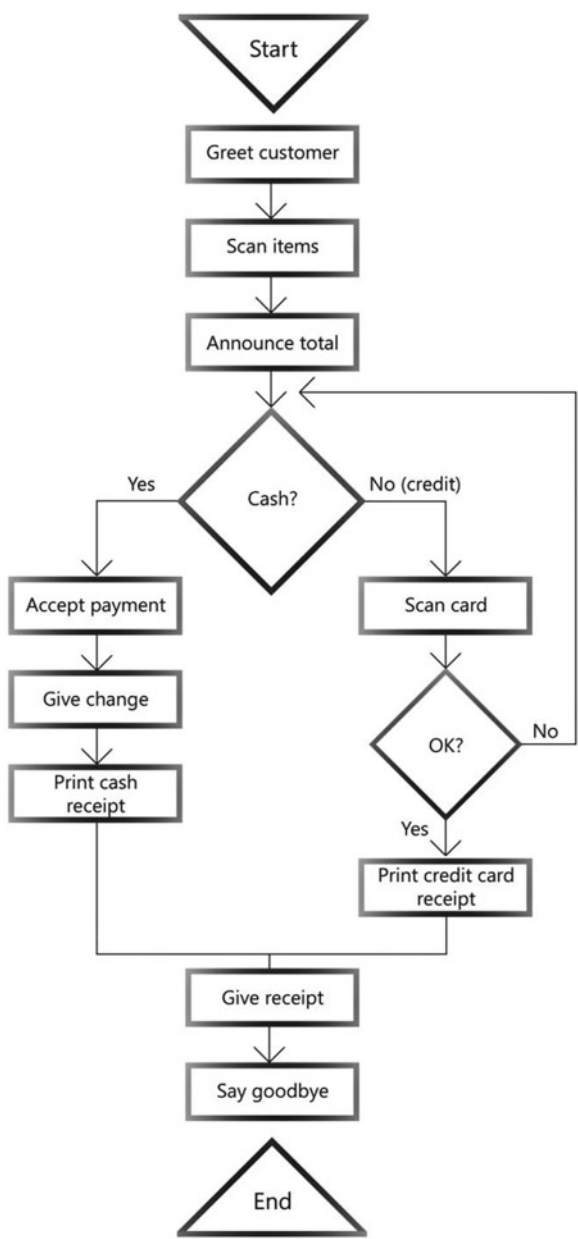 Start
Greet customer
Scan items
Announce total
Cash?
Yes
No (credit)
Accept payment
Scan card
Give change
OK?
No
Print cash
receipt
Yes
Print credit card
receipt
Give receipt
Say goodbye
End